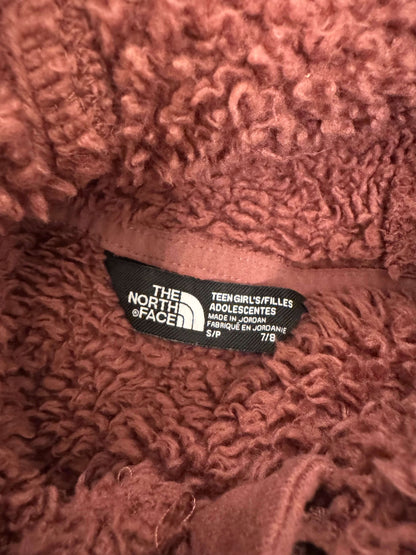 THE
NORTH
®FACE
TEEN GIRL'S/FILLES
ADOLESCENTES
MADE IN JORDAN
FABRIQUÉ EN JORDANIE
S/P 7/8